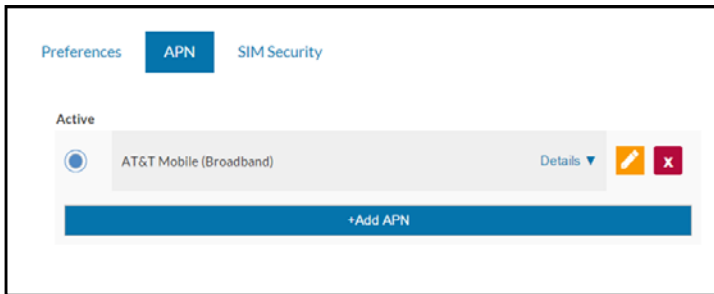 Preferences APN SIM Security
Active
AT&T Mobile (Broadband) Details ▼ x
+Add APN